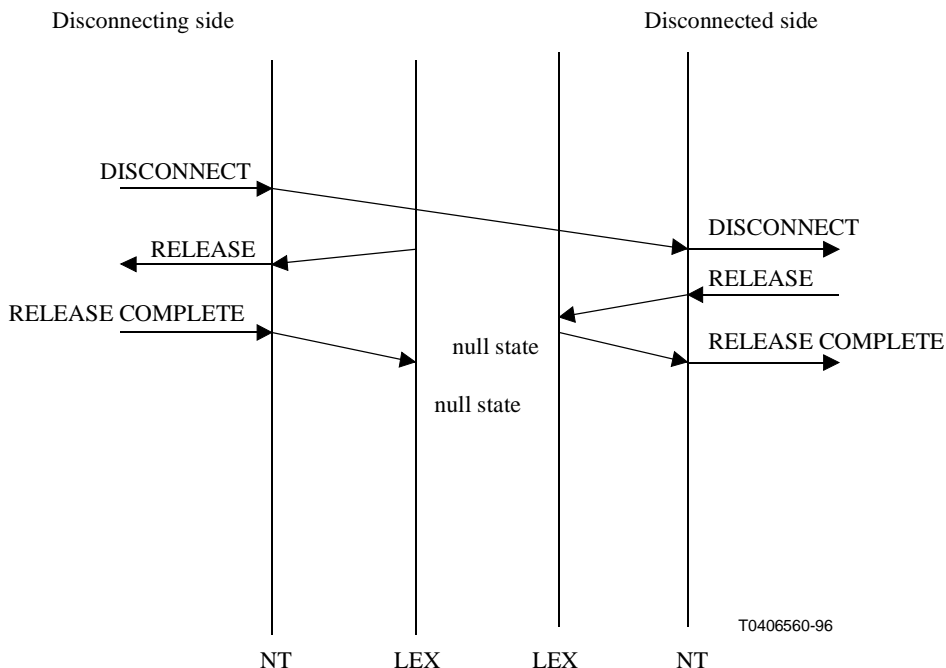 Disconnecting side
Disconnected side
DISCONNECT
DISCONNECT
RELEASE
RELEASE
RELEASE COMPLETE
RELEASE COMPLETE
null state
null state
T0406560-96
NT
LEX
LEX
NT